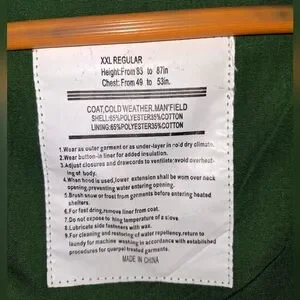 XXL REGULAR
Height:From 83 to 87in
Chest:From 49 to 53in.
COAT,COLD WEATHER.MAN'FIELD
SHELL:65%POLYESTER35%COTTON
LINING:65%POLYESTER35%COTTON
1.Wear as outer garment or as under-layer in cold dry climate.
2.Wear button-in liner for added insulation.
3.Adjust closures and drawcords to ventilate:avoid overheat-
ing of body.
4.When hood is used,lower extension shall be worn over neck
opening,preventing water entering opening.
5.Brush snow or frost from garments before entering heated
shelters.
6.For fast dring,remove liner from coat.
7.Do not expose to hing temperature of a stove
8.Lubricate side fasteners with wax.
9.For cleaning and restoring of water repellency,return to
laundry for machine washing in accordance with established
procedures for quarpel treated garments.
MADE IN CHINA